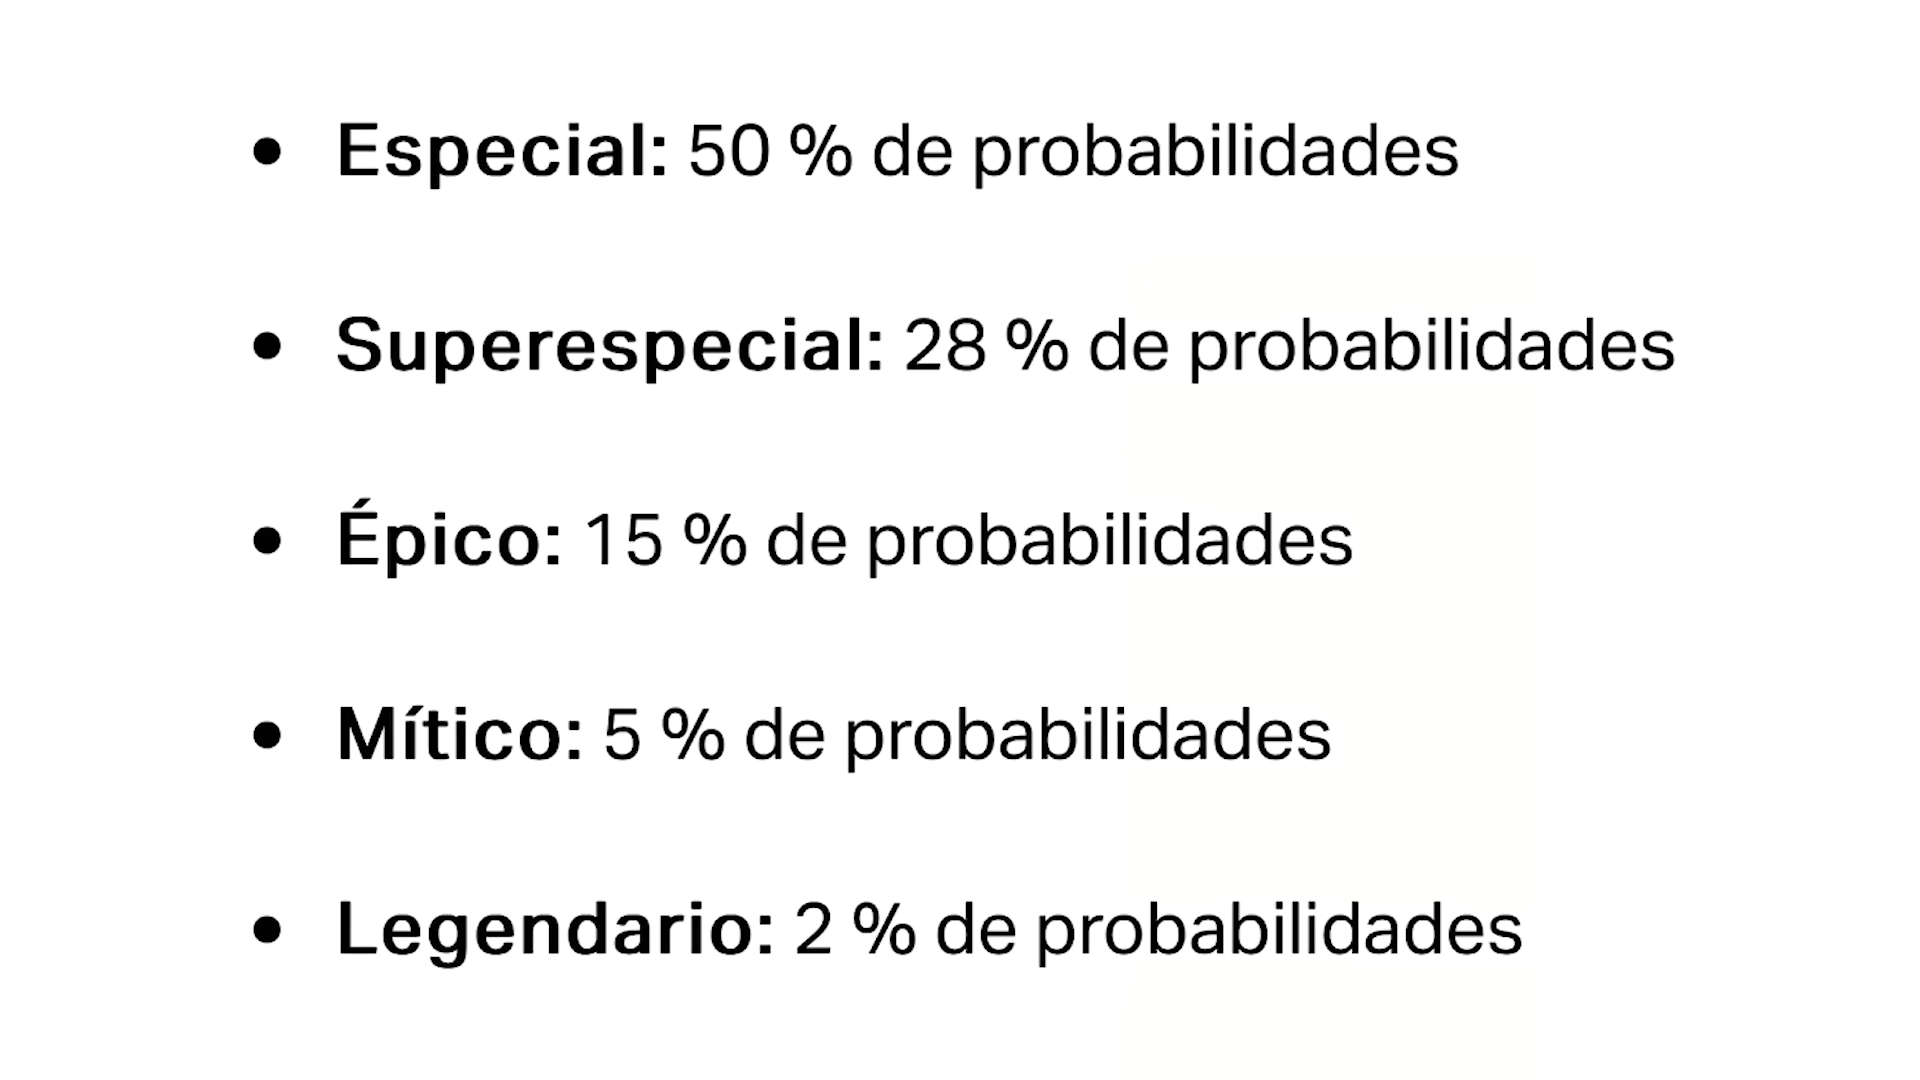 • Especial: 50 % de probabilidades
• Superespecial: 28 % de probabilidades
• Épico: 15 % de probabilidades
• Mítico: 5 % de probabilidades
• Legendario: 2 % de probabilidades